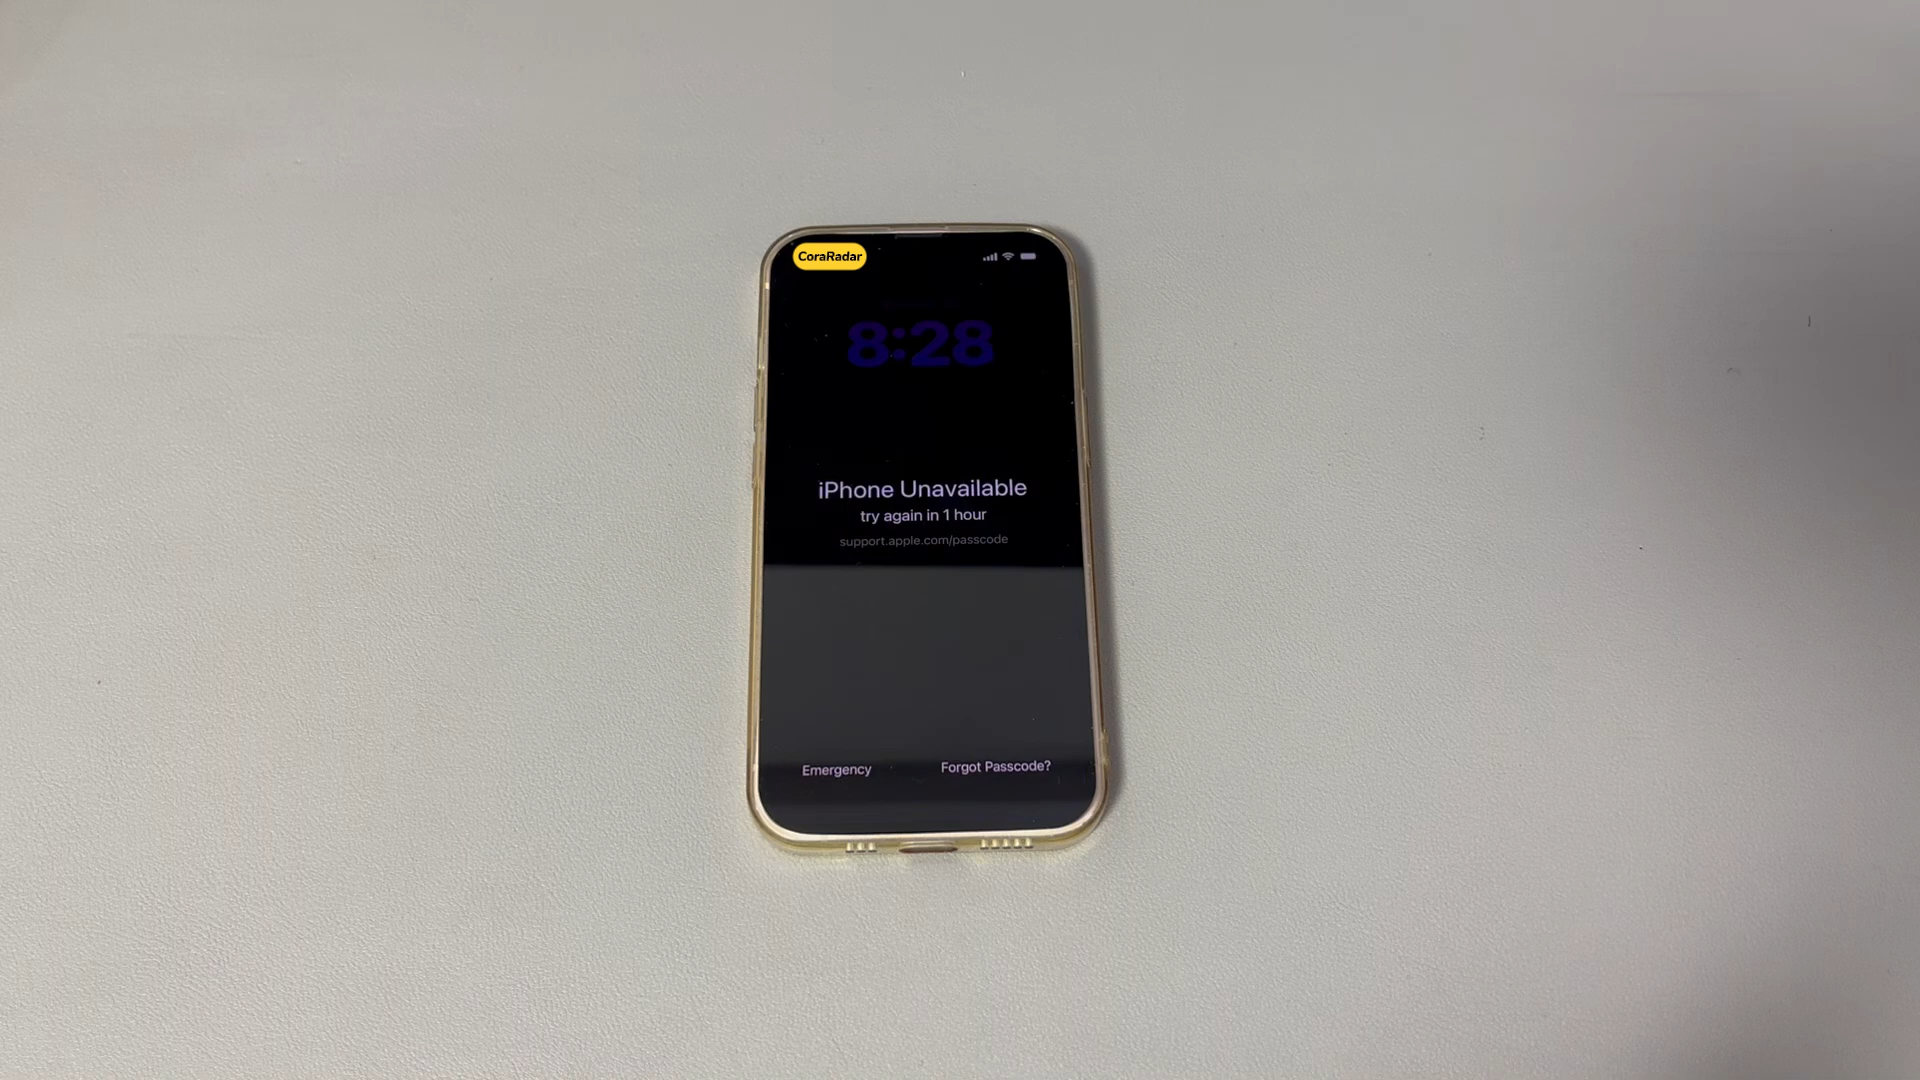 CoraRadar
8:28
iPhone Unavailable
try again in 1 hour
support.apple.com/passcode
Emergency
Forgot Passcode?